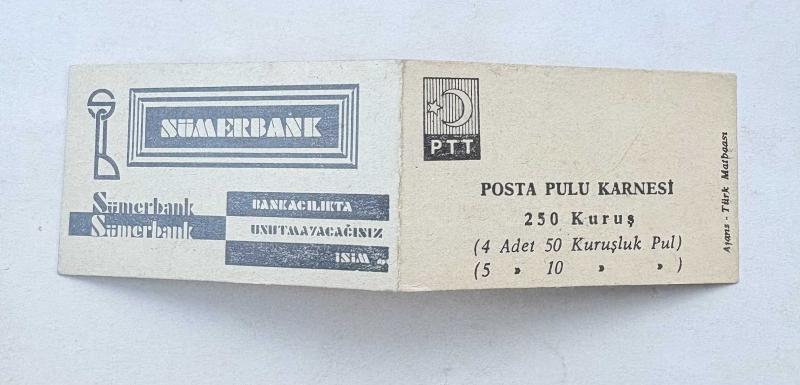 SÜMERBANK
Sümerbank
Sümerbank
BANKACILIKTA
UNUTMAYACAĞINIZ
İSİM
PTT
POSTA PULU KARNESİ
250 Kuruş
(4 Adet 50 Kuruşluk Pul)
(5 » 10 » »)
Ajans - Türk Matbaası